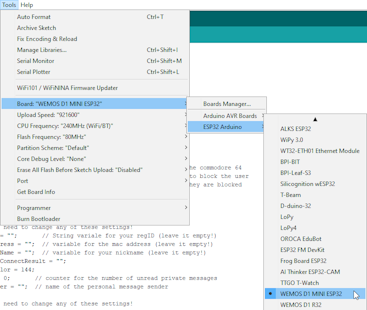 Tools Help
Auto Format Ctrl+T
Archive Sketch
Fix Encoding & Reload
Manage Libraries... Ctrl+Shift+I
Serial Monitor Ctrl+Shift+M
Serial Plotter Ctrl+Shift+L
WiFi101 / WiFiNINA Firmware Updater
Board: "WEMOS D1 MINI ESP32"
Upload Speed: "921600"
CPU Frequency: "240MHz (WiFi/BT)"
Flash Frequency: "80MHz"
Partition Scheme: "Default"
Core Debug Level: "None"
Erase All Flash Before Sketch Upload: "Disabled"
Port
Get Board Info
Programmer
Burn Bootloader
Boards Manager...
Arduino AVR Boards
ESP32 Arduino
ALKS ESP32
WiPy 3.0
WT32-ETH01 Ethernet Module
BPI-BIT
BPI-Leaf-S3
Silicognition wESP32
T-Beam
D-duino-32
LoPy
LoPy4
OROCA EduBot
ESP32 FM DevKit
Frog Board ESP32
AI Thinker ESP32-CAM
TTGO T-Watch
WEMOS D1 MINI ESP32
WEMOS D1 R32
he commodore 64
to block the user
hey are blocked
need to change any of these settings!
= ""; // String variale for your regID (leave it empty!)
ress = ""; // variable for the mac address (leave it empty!)
Name = ""; // variable for your nickname (leave it empty!)
ConnectResult = "";
lor = 144;
0; // counter for the number of unread private messages
er = ""; // name of the personal message sender
need to change any of these settings!